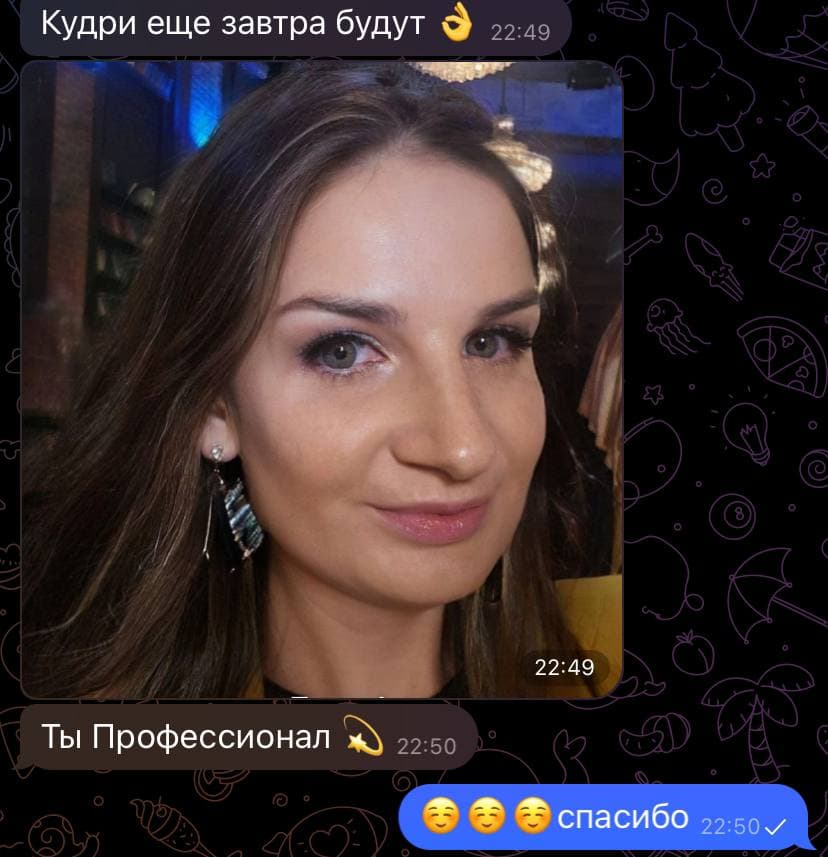 Кудри еще завтра будут 👌 22:49
22:49
Ты Профессионал 💫 22:50
☺️☺️☺️спасибо 22:50